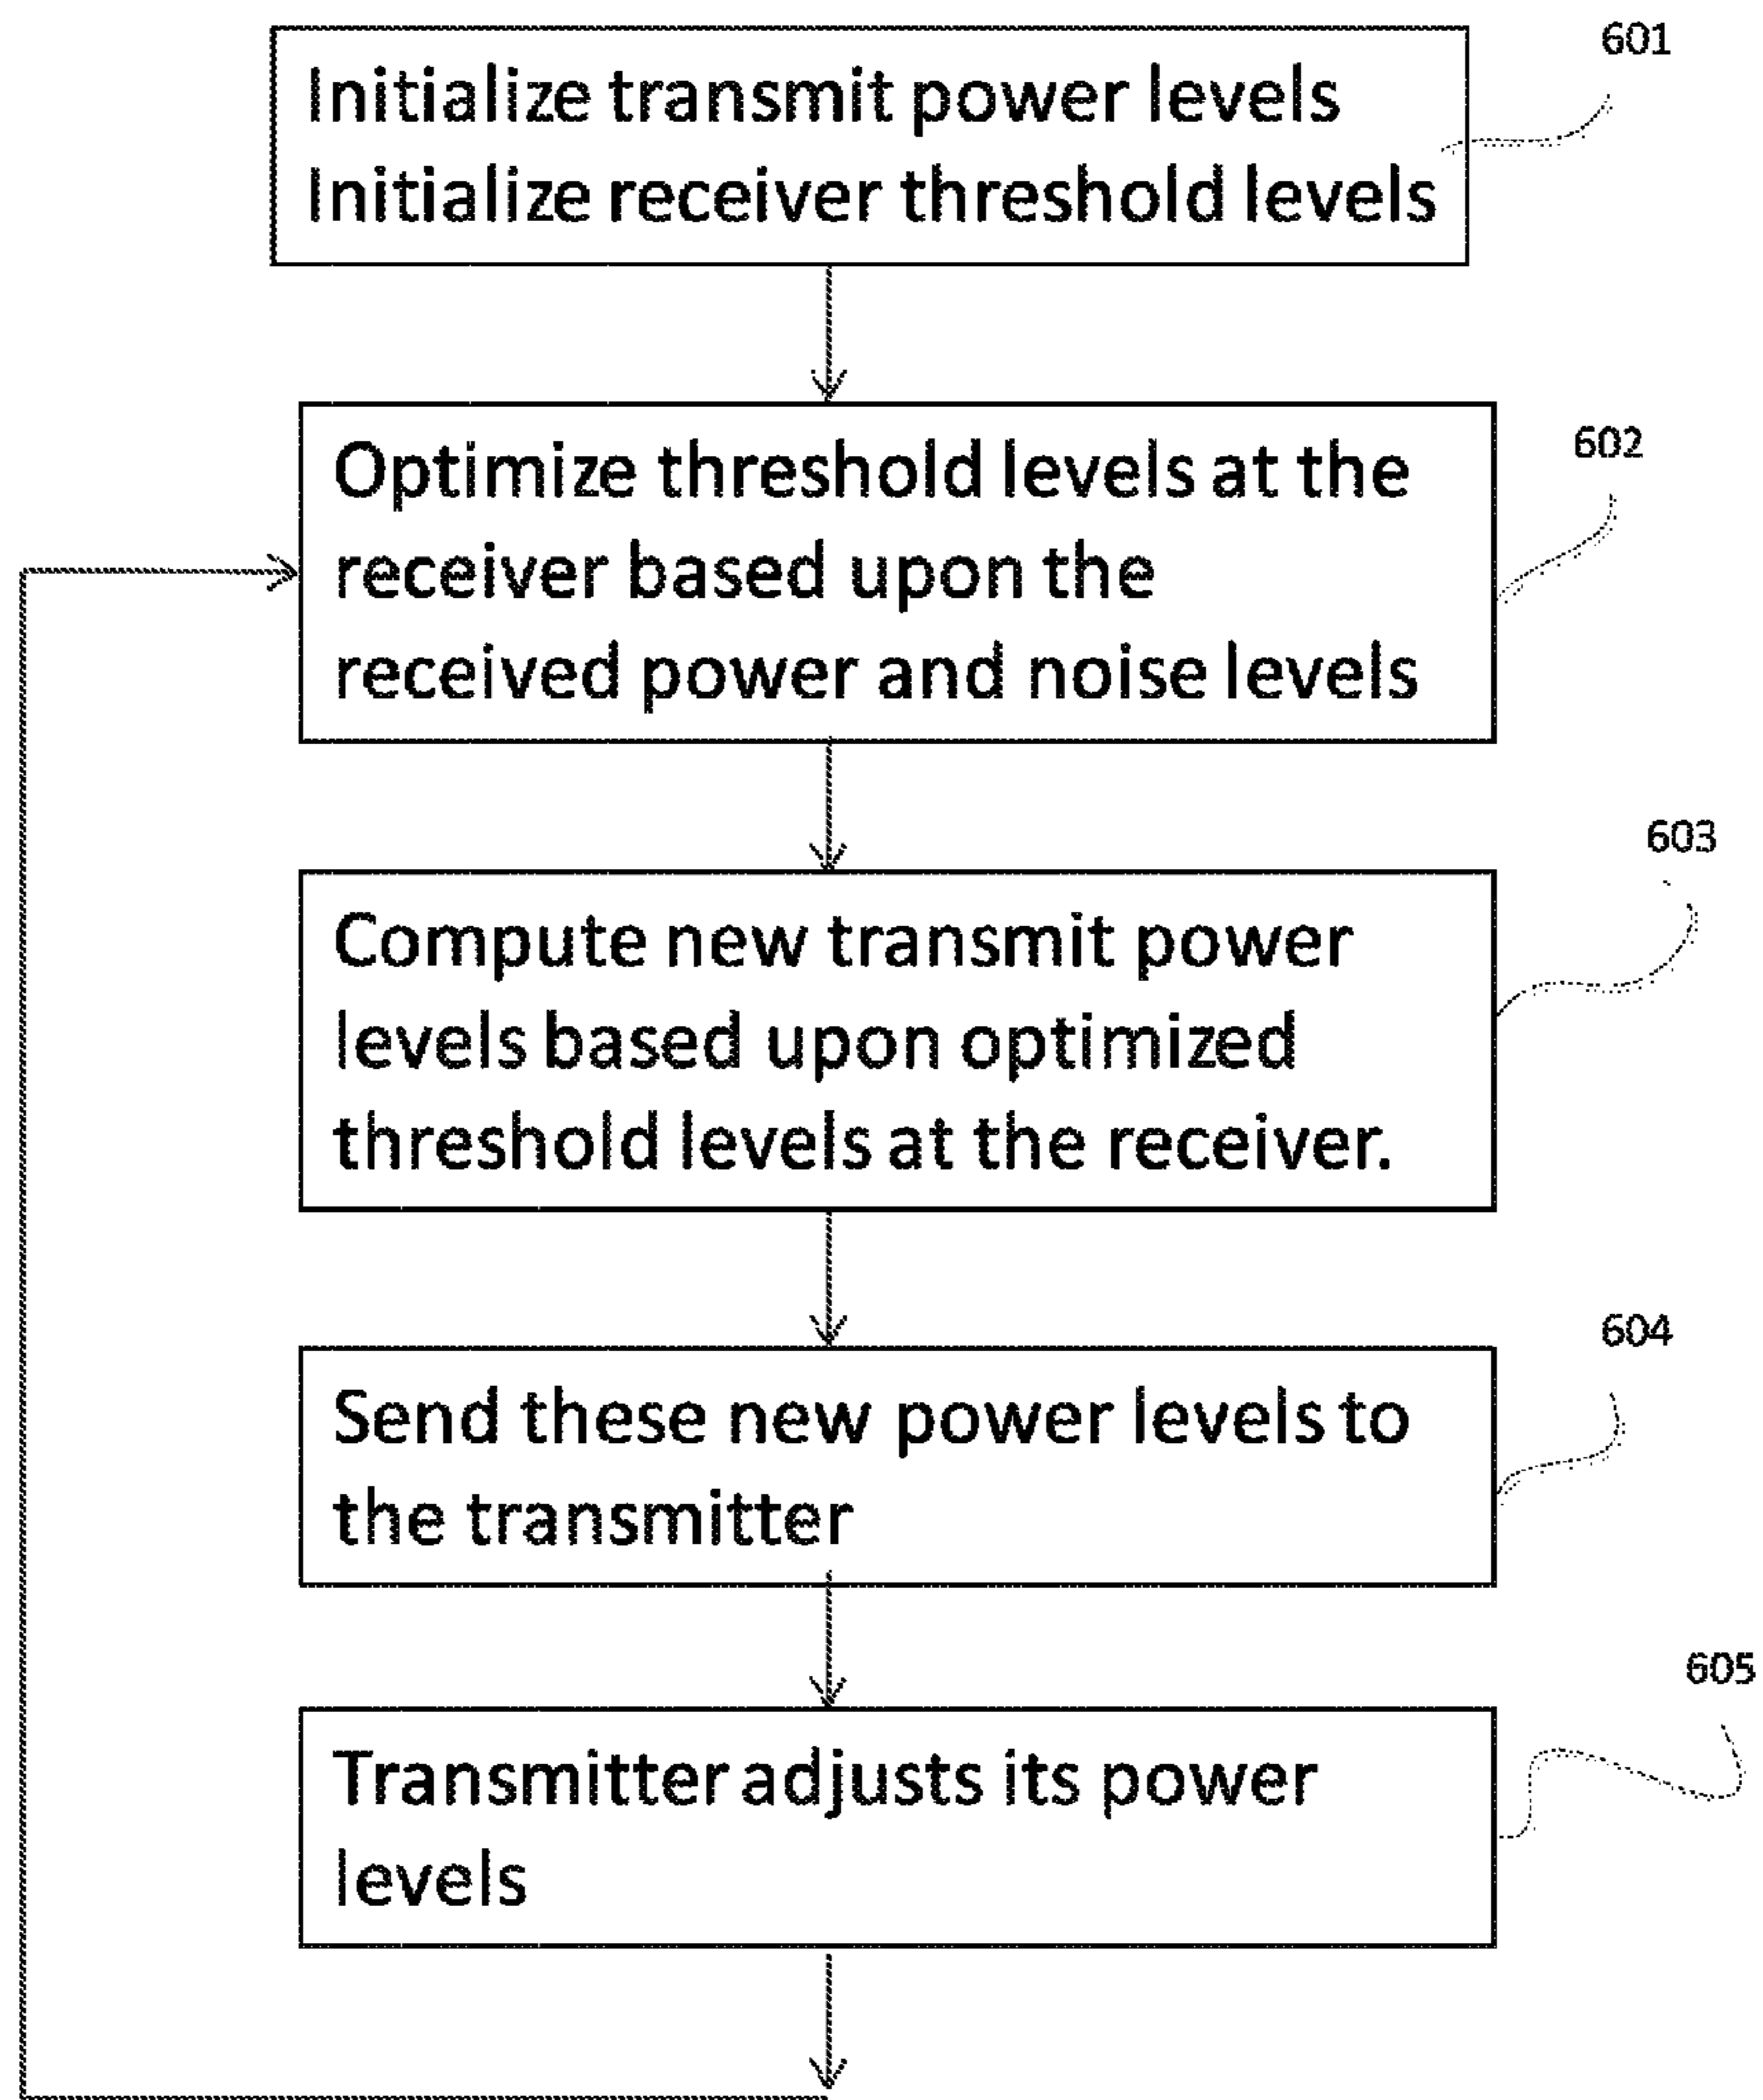 601
Initialize transmit power levels
Initialize receiver threshold levels
602
Optimize threshold levels at the
receiver based upon the
received power and noise levels
603
Compute new transmit power
levels based upon optimized
threshold levels at the receiver.
604
Send these new power levels to
the transmitter
605
Transmitter adjusts its power
levels